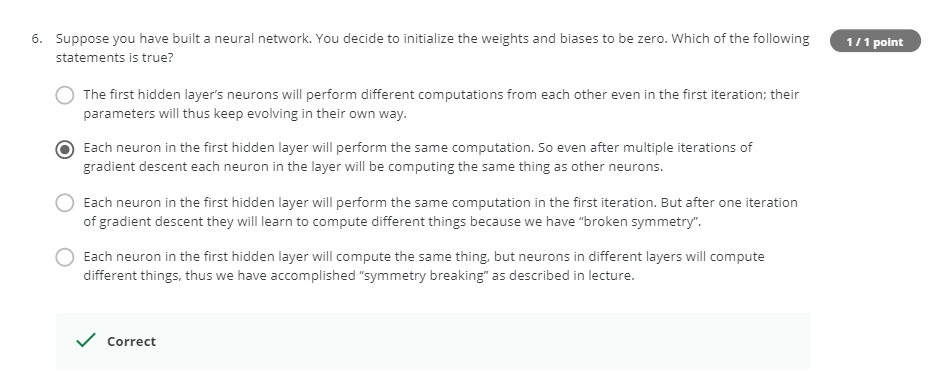 6. Suppose you have built a neural network. You decide to initialize the weights and biases to be zero. Which of the following
statements is true?
1 / 1 point
The first hidden layer's neurons will perform different computations from each other even in the first iteration; their
parameters will thus keep evolving in their own way.
Each neuron in the first hidden layer will perform the same computation. So even after multiple iterations of
gradient descent each neuron in the layer will be computing the same thing as other neurons.
Each neuron in the first hidden layer will perform the same computation in the first iteration. But after one iteration
of gradient descent they will learn to compute different things because we have “broken symmetry”.
Each neuron in the first hidden layer will compute the same thing, but neurons in different layers will compute
different things, thus we have accomplished “symmetry breaking” as described in lecture.
Correct